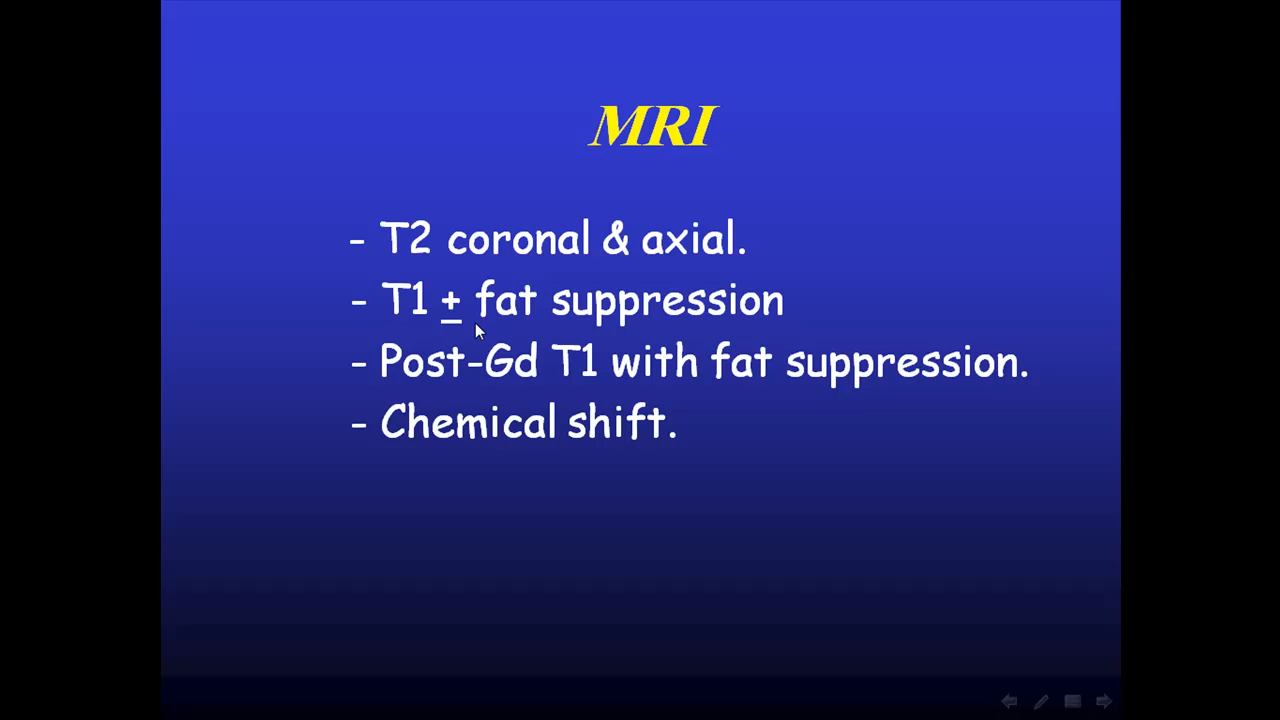 MRI
- T2 coronal & axial.
- T1 ± fat suppression
- Post-Gd T1 with fat suppression.
- Chemical shift.